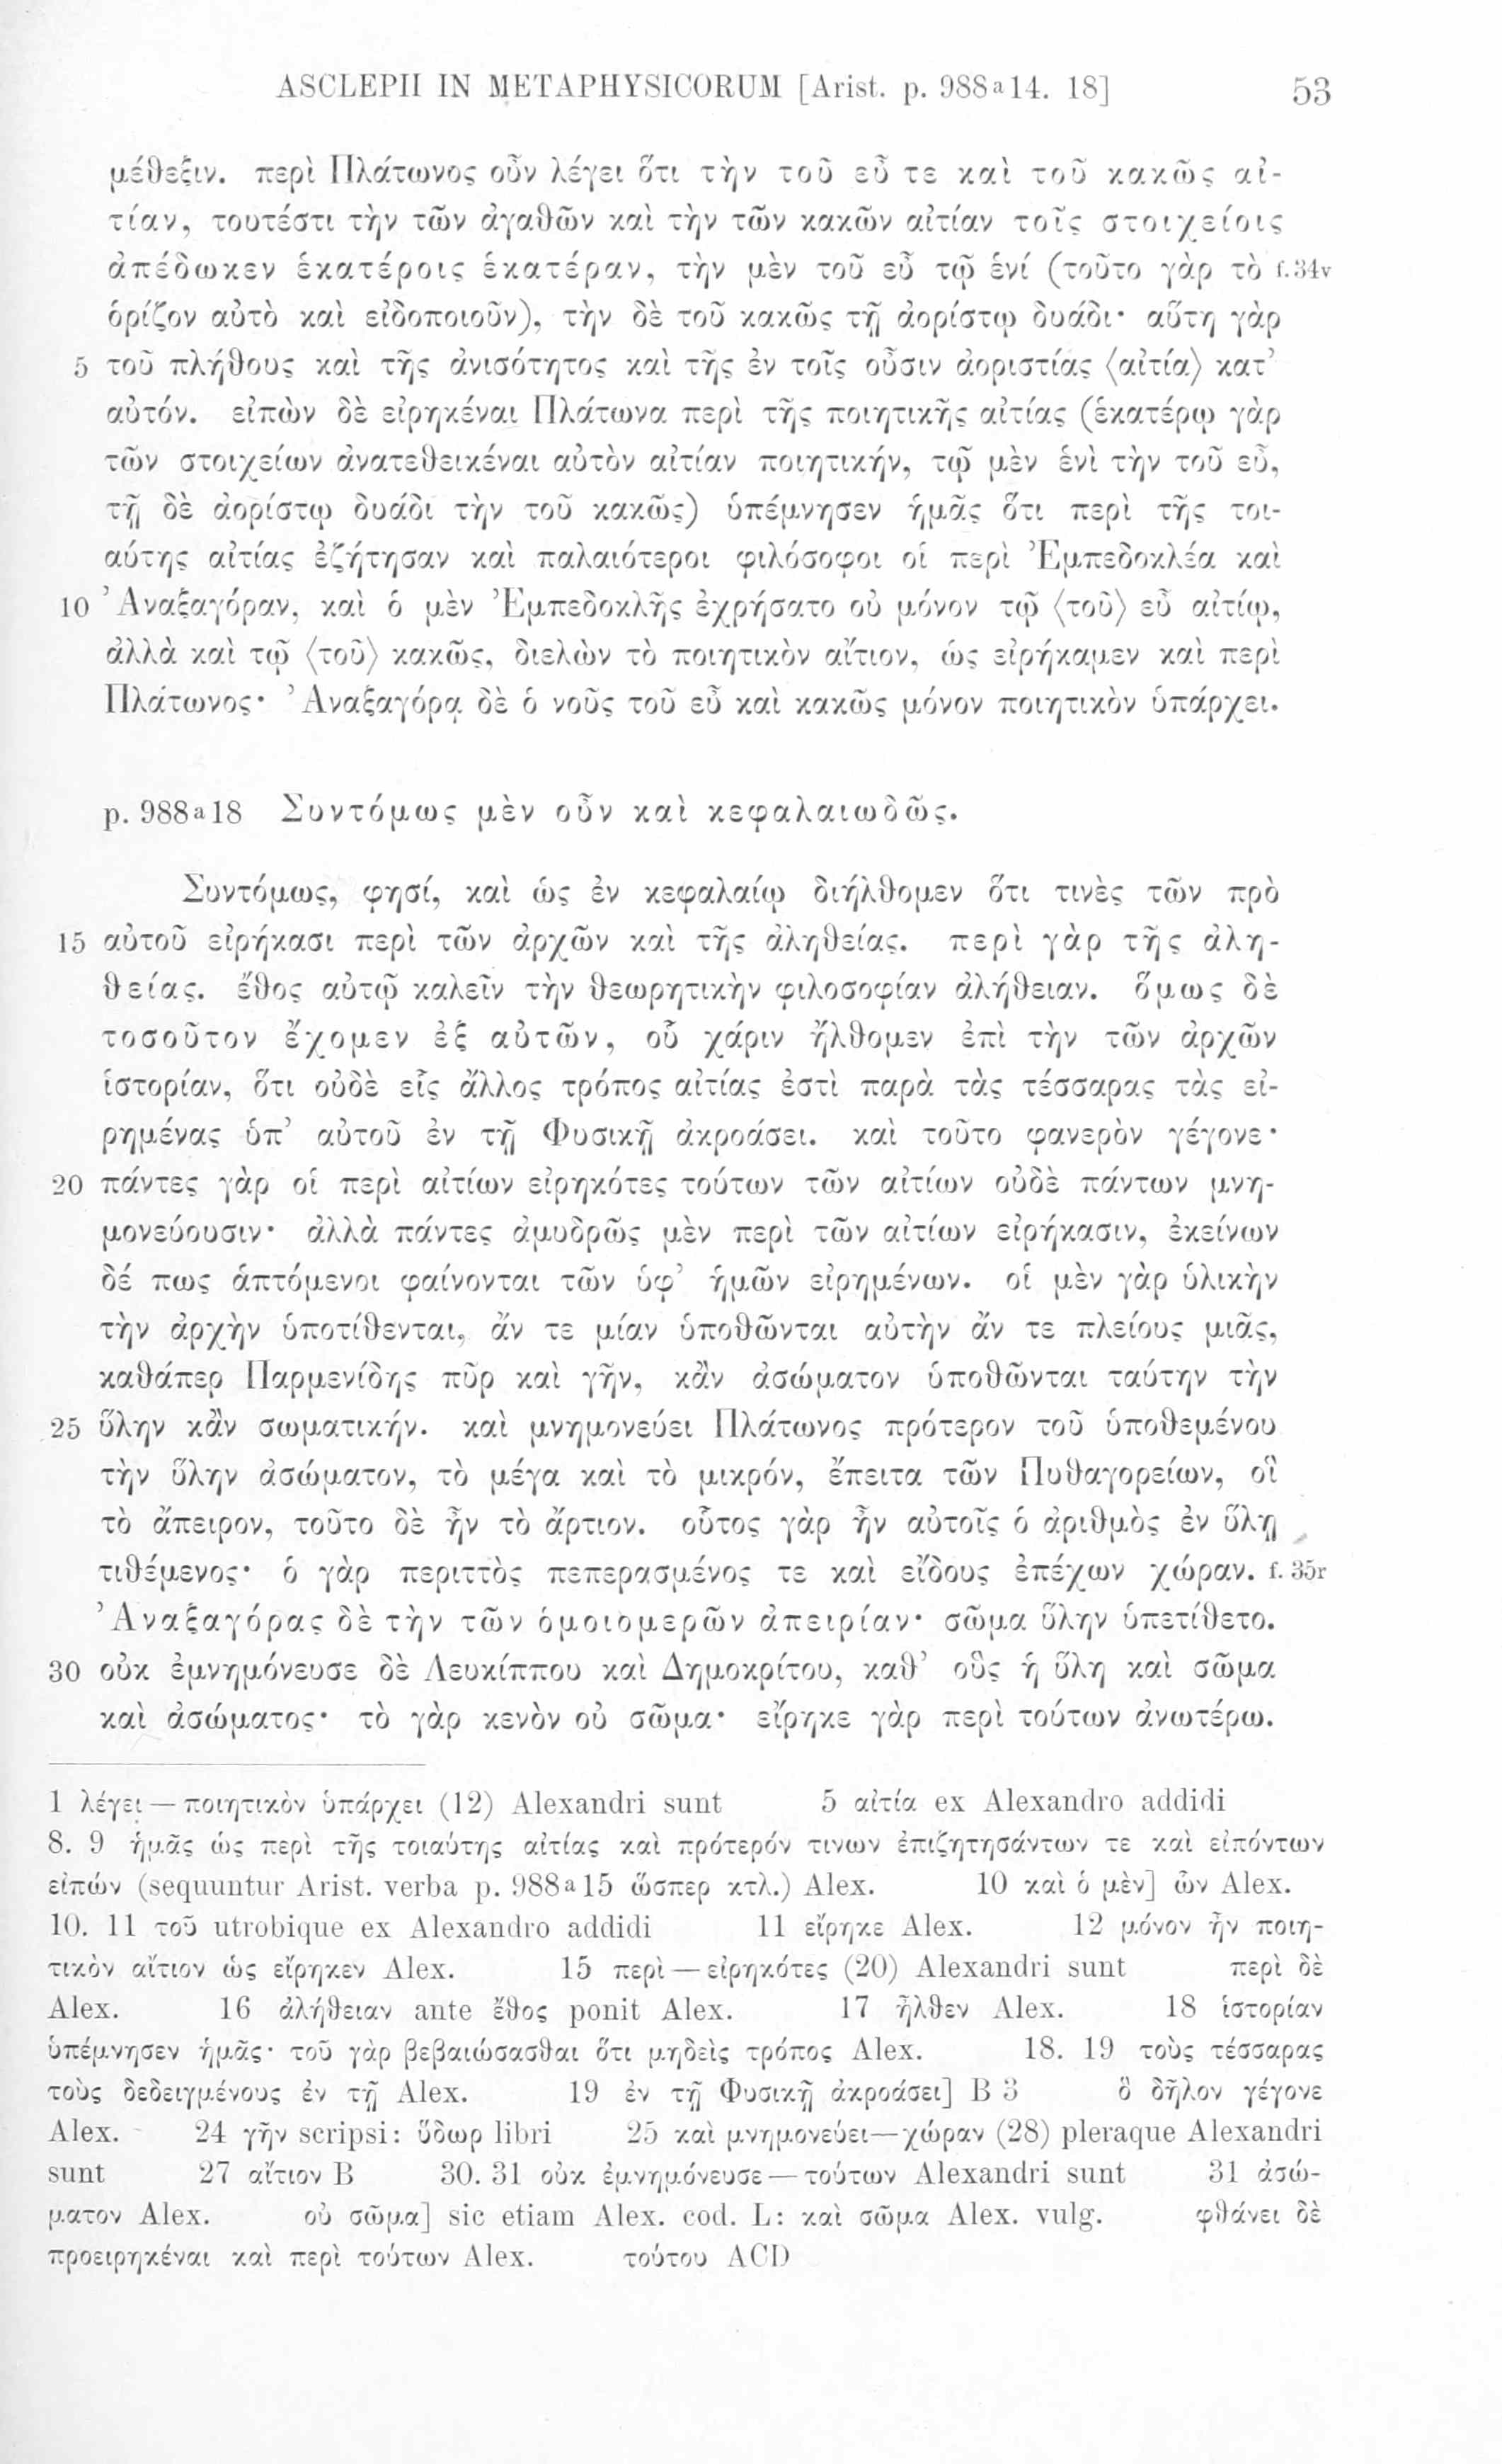 ASCLEPII IN METAPHYSICORUM [Arist. p. 988a14. 18] 53
μέθεξιν. περὶ Πλάτωνος οὖν λέγει ὅτι τὴν τοῦ εὖ τε καὶ τοῦ κακῶς αἰ-
τίαν, τουτέστι τὴν τῶν ἀγαθῶν καὶ τὴν τῶν κακῶν αἰτίαν τοῖς στοιχείοις
ἀπέδωκεν ἑκατέροις ἑκατέραν, τὴν μὲν τοῦ εὖ τῷ ἑνί (τοῦτο γὰρ τὸ f. 34v
ὁρίζον αὐτὸ καὶ εἰδοποιοῦν), τὴν δὲ τοῦ κακῶς τῇ ἀορίστῳ δυάδι· αὕτη γὰρ
5 τοῦ πλήθους καὶ τῆς ἀνισότητος καὶ τῆς ἐν τοῖς οὖσιν ἀοριστίας ⟨αἰτία⟩ κατ’
αὐτόν. εἰπὼν δὲ εἰρηκέναι Πλάτωνα περὶ τῆς ποιητικῆς αἰτίας (ἑκατέρῳ γὰρ
τῶν στοιχείων ἀνατεθεικέναι αὐτὸν αἰτίαν ποιητικήν, τῷ μὲν ἑνὶ τὴν τοῦ εὖ,
τῇ δὲ ἀορίστῳ δυάδι τὴν τοῦ κακῶς) ὑπέμνησεν ἡμᾶς ὅτι περὶ τῆς τοι-
αύτης αἰτίας ἐζήτησαν καὶ παλαιότεροι φιλόσοφοι οἱ περὶ Ἐμπεδοκλέα καὶ
10 Ἀναξαγόραν, καὶ ὁ μὲν Ἐμπεδοκλῆς ἐχρήσατο οὐ μόνον τῷ ⟨τοῦ⟩ εὖ αἰτίῳ,
ἀλλὰ καὶ τῷ ⟨τοῦ⟩ κακῶς, διελὼν τὸ ποιητικὸν αἴτιον, ὡς εἰρήκαμεν καὶ περὶ
Πλάτωνος· Ἀναξαγόρᾳ δὲ ὁ νοῦς τοῦ εὖ καὶ κακῶς μόνον ποιητικὸν ὑπάρχει.
p. 988a18 Συντόμως μὲν οὖν καὶ κεφαλαιωδῶς.
Συντόμως, φησί, καὶ ὡς ἐν κεφαλαίῳ διήλθομεν ὅτι τινὲς τῶν πρὸ
15 αὐτοῦ εἰρήκασι περὶ τῶν ἀρχῶν καὶ τῆς ἀληθείας. περὶ γὰρ τῆς ἀλη-
θείας. ἔθος αὐτῷ καλεῖν τὴν θεωρητικὴν φιλοσοφίαν ἀλήθειαν. ὅμως δὲ
τοσοῦτον ἔχομεν ἐξ αὐτῶν, οὗ χάριν ἤλθομεν ἐπὶ τὴν τῶν ἀρχῶν
ἱστορίαν, ὅτι οὐδὲ εἷς ἄλλος τρόπος αἰτίας ἐστὶ παρὰ τὰς τέσσαρας τὰς εἰ-
ρημένας ὑπ’ αὐτοῦ ἐν τῇ Φυσικῇ ἀκροάσει. καὶ τοῦτο φανερὸν γέγονε·
20 πάντες γὰρ οἱ περὶ αἰτίων εἰρηκότες τούτων τῶν αἰτίων οὐδὲ πάντων μνη-
μονεύουσιν· ἀλλὰ πάντες ἀμυδρῶς μὲν περὶ τῶν αἰτίων εἰρήκασιν, ἐκείνων
δέ πως ἁπτόμενοι φαίνονται τῶν ὑφ’ ἡμῶν εἰρημένων. οἱ μὲν γὰρ ὑλικὴν
τὴν ἀρχὴν ὑποτίθενται, ἄν τε μίαν ὑποθῶνται αὐτὴν ἄν τε πλείους μιᾶς,
καθάπερ Παρμενίδης πῦρ καὶ γῆν, κἂν ἀσώματον ὑποθῶνται ταύτην τὴν
25 ὕλην κἂν σωματικήν. καὶ μνημονεύει Πλάτωνος πρότερον τοῦ ὑποθεμένου
τὴν ὕλην ἀσώματον, τὸ μέγα καὶ τὸ μικρόν, ἔπειτα τῶν Πυθαγορείων, οἳ
τὸ ἄπειρον, τοῦτο δὲ ἦν τὸ ἄρτιον. οὗτος γὰρ ἦν αὐτοῖς ὁ ἀριθμὸς ἐν ὕλῃ
τιθέμενος· ὁ γὰρ περιττὸς πεπερασμένος τε καὶ εἴδους ἐπέχων χώραν. f. 35r
Ἀναξαγόρας δὲ τὴν τῶν ὁμοιομερῶν ἀπειρίαν· σῶμα ὕλην ὑπετίθετο.
30 οὐκ ἐμνημόνευσε δὲ Λευκίππου καὶ Δημοκρίτου, καθ’ οὓς ἡ ὕλη καὶ σῶμα
καὶ ἀσώματος· τὸ γὰρ κενὸν οὐ σῶμα· εἴρηκε γὰρ περὶ τούτων ἀνωτέρω.
1 λέγει — ποιητικὸν ὑπάρχει (12) Alexandri sunt 5 αἰτία ex Alexandro addidi
8. 9 ἡμᾶς ὡς περὶ τῆς τοιαύτης αἰτίας καὶ πρότερόν τινων ἐπιζητησάντων τε καὶ εἰπόντων
εἰπών (sequuntur Arist. verba p. 988a15 ὥσπερ κτλ.) Alex. 10 καὶ ὁ μὲν] ὧν Alex.
10. 11 τοῦ utrobique ex Alexandro addidi 11 εἴρηκε Alex. 12 μόνον ἦν ποιη-
τικὸν αἴτιον ὡς εἴρηκεν Alex. 15 περὶ — εἰρηκότες (20) Alexandri sunt περὶ δὲ
Alex. 16 ἀλήθειαν ante ἔθος ponit Alex. 17 ἦλθεν Alex. 18 ἱστορίαν
ὑπέμνησεν ἡμᾶς· τοῦ γὰρ βεβαιώσασθαι ὅτι μηδεὶς τρόπος Alex. 18. 19 τοὺς τέσσαρας
τοὺς δεδειγμένους ἐν τῇ Alex. 19 ἐν τῇ Φυσικῇ ἀκροάσει] B 3 ὃ δῆλον γέγονε
Alex. 24 γῆν scripsi: ὕδωρ libri 25 καὶ μνημονεύει — χώραν (28) pleraque Alexandri
sunt 27 αἴτιον B 30. 31 οὐκ ἐμνημόνευσε — τούτων Alexandri sunt 31 ἀσώ-
ματον Alex. οὐ σῶμα] sic etiam Alex. cod. L: καὶ σῶμα Alex. vulg. φθάνει δὲ
προειρηκέναι καὶ περὶ τούτων Alex. τούτου ACD